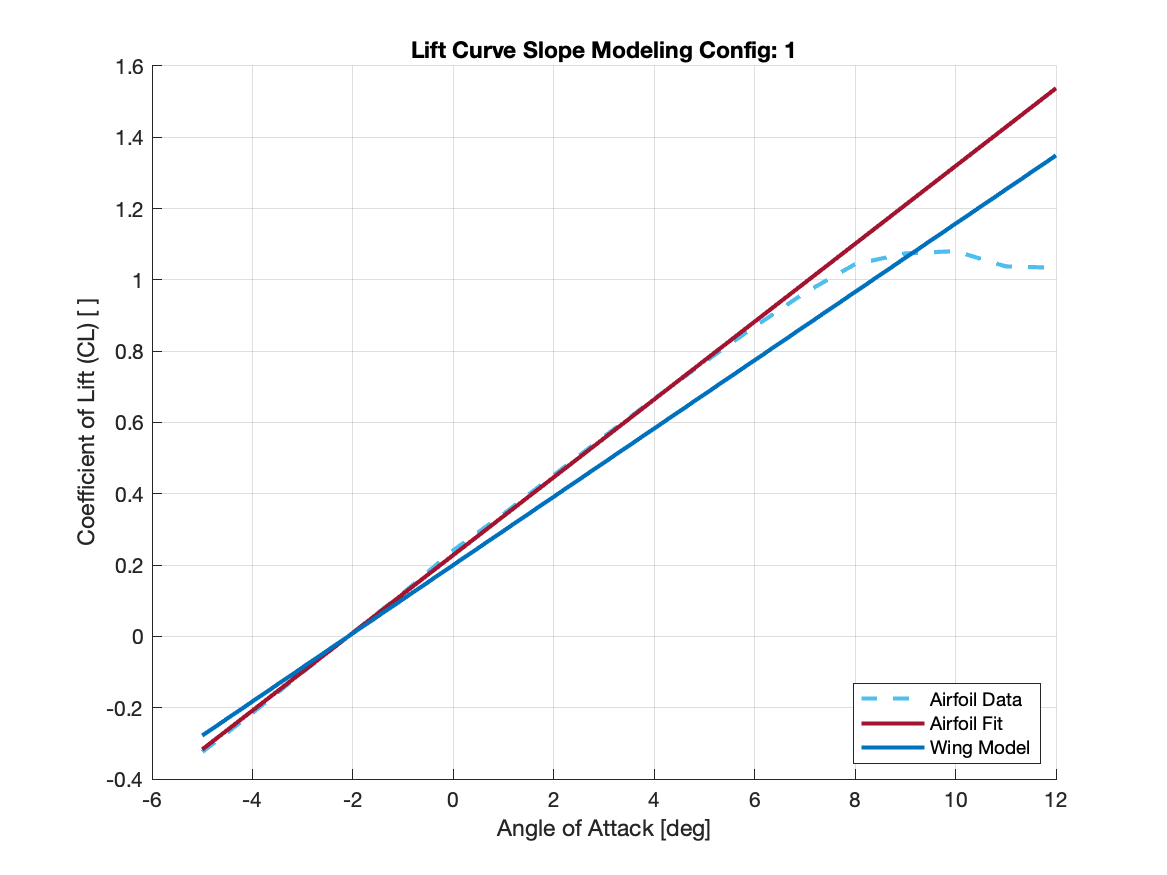 Lift Curve Slope Modeling Config: 1
1.6
1.4
1.2
1
0.8
0.6
0.4
0.2
0
-0.2
-0.4
Coefficient of Lift (CL) [ ]
-6 -4 -2 0 2 4 6 8 10 12
Angle of Attack [deg]
Airfoil Data
Airfoil Fit
Wing Model